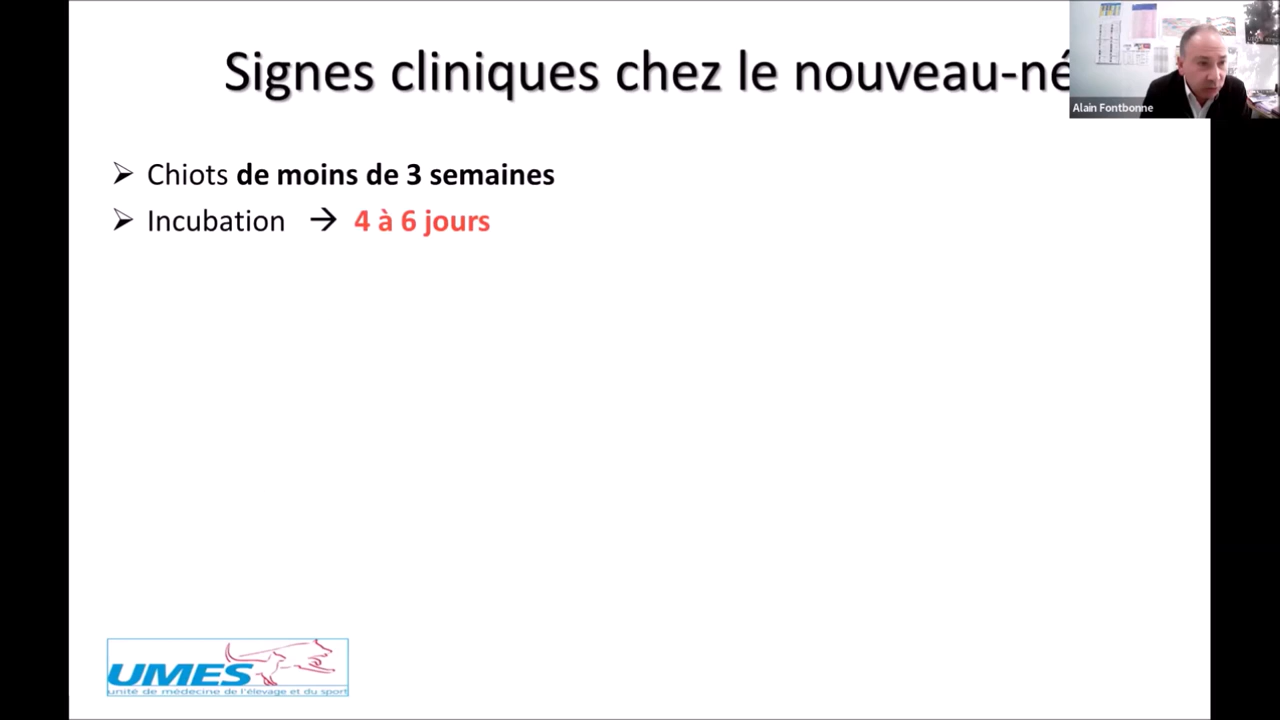 Signes cliniques chez le nouveau-né
Alain Fontbonne
➢ Chiots de moins de 3 semaines
➢ Incubation → 4 à 6 jours
UMES
unité de médecine de l'élevage et du sport